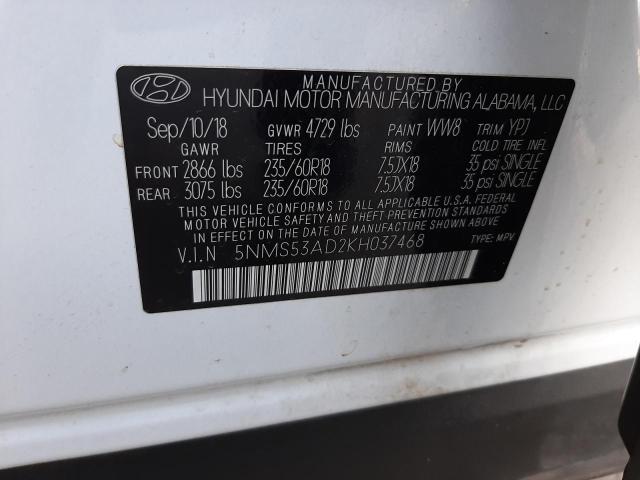 MANUFACTURED BY
HYUNDAI MOTOR MANUFACTURING ALABAMA, LLC
Sep/10/18 GVWR 4729 lbs PAINT WW8 TRIM YPJ
GAWR TIRES RIMS COLD TIRE INFL
FRONT 2866 lbs 235/60R18 7.5JX18 35 psi SINGLE
REAR 3075 lbs 235/60R18 7.5JX18 35 psi SINGLE
THIS VEHICLE CONFORMS TO ALL APPLICABLE U.S.A. FEDERAL
MOTOR VEHICLE SAFETY, BUMPER, AND THEFT PREVENTION STANDARDS
IN EFFECT ON THE DATE OF MANUFACTURE SHOWN ABOVE.
V.I.N 5NMS53AD2KH037468 TYPE: MPV